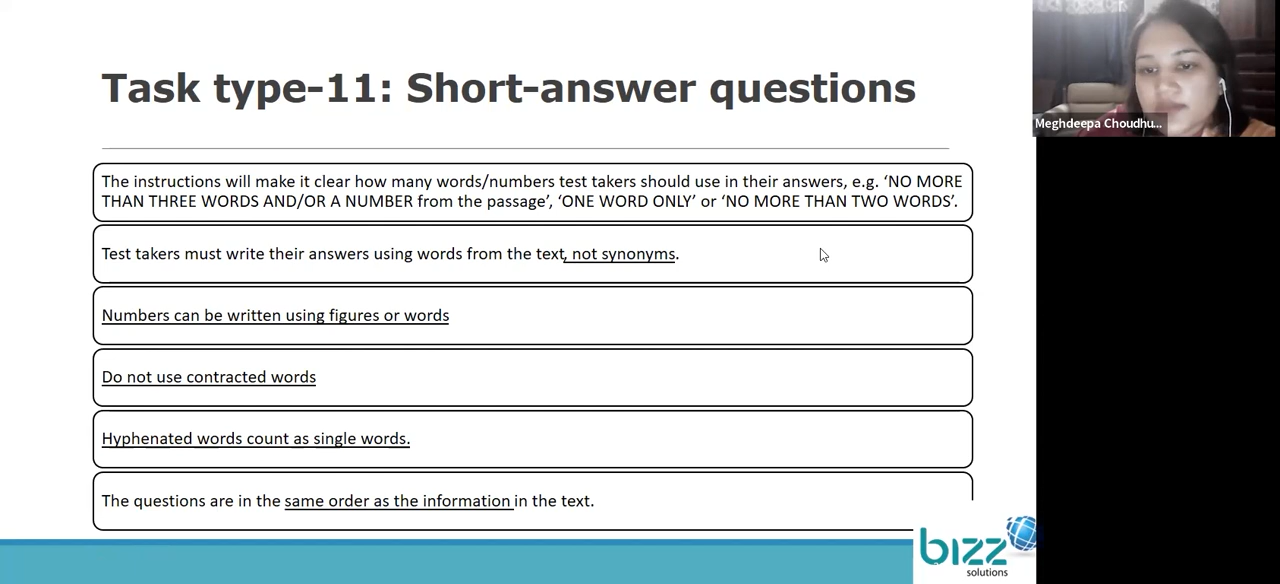 Task type-11: Short-answer questions
Meghdeepa Choudhu...
The instructions will make it clear how many words/numbers test takers should use in their answers, e.g. ‘NO MORE
THAN THREE WORDS AND/OR A NUMBER from the passage’, ‘ONE WORD ONLY’ or ‘NO MORE THAN TWO WORDS’.
Test takers must write their answers using words from the text, not synonyms.
Numbers can be written using figures or words
Do not use contracted words
Hyphenated words count as single words.
The questions are in the same order as the information in the text.
bizz
solutions